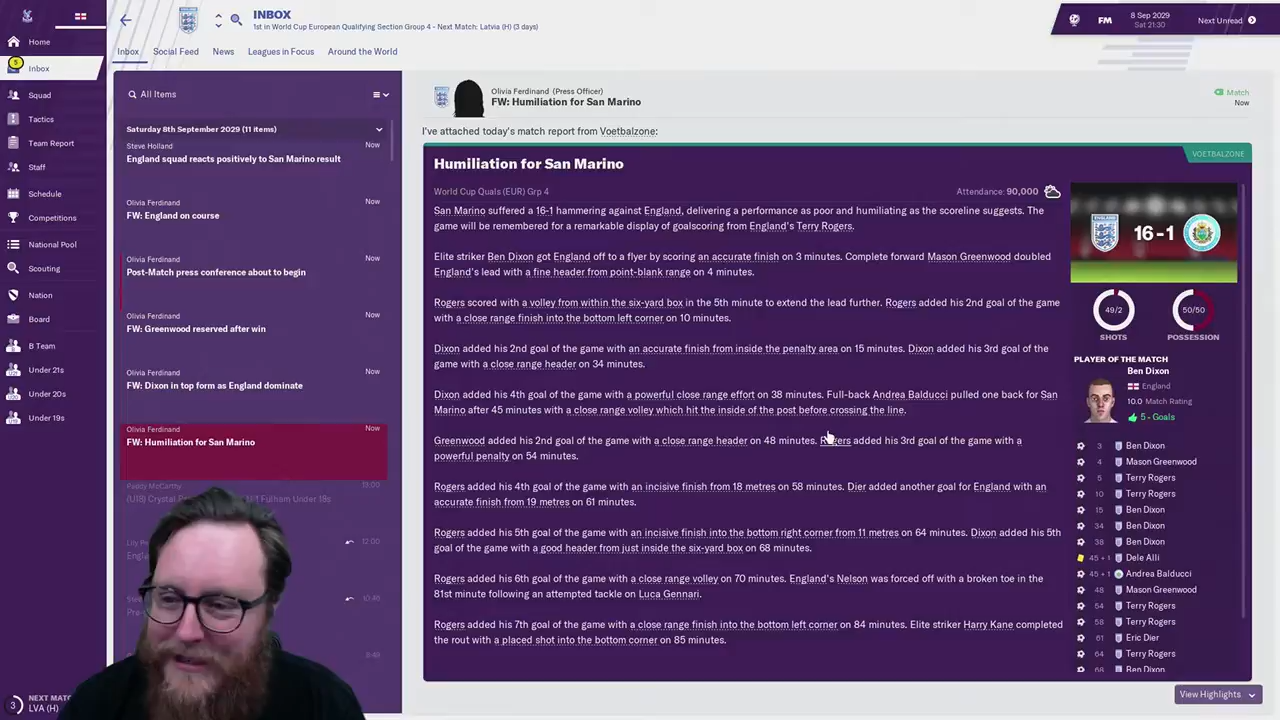 INBOX
1st in World Cup European Qualifying Section Group 4 - Next Match: Latvia (H) (3 days)
FM
8 Sep 2029
Sat 21:30
Next Unread
Home
5
Inbox
Squad
Tactics
Team Report
Staff
Schedule
Competitions
National Pool
Scouting
Nation
Board
B Team
Under 21s
Under 20s
Under 19s
3
NEXT MAT
LVA (H)
Inbox
Social Feed
News
Leagues in Focus
Around the World
All Items
Saturday 8th September 2029 (11 items)
Steve Holland
Now
England squad reacts positively to San Marino result
Olivia Ferdinand
Now
FW: England on course
Olivia Ferdinand
Now
Post-Match press conference about to begin
Olivia Ferdinand
Now
FW: Greenwood reserved after win
Olivia Ferdinand
Now
FW: Dixon in top form as England dominate
Olivia Ferdinand
Now
FW: Humiliation for San Marino
Paddy McCarthy
13:00
(U18) Crystal Fulham Under 18s
12:00
10:46
8:49
Olivia Ferdinand (Press Officer)
FW: Humiliation for San Marino
Match
Now
I've attached today's match report from Voetbalzone:
Humiliation for San Marino
VOETBALZONE
World Cup Quals (EUR) Grp 4
Attendance: 90,000
San Marino suffered a 16-1 hammering against England, delivering a performance as poor and humiliating as the scoreline suggests. The
game will be remembered for a remarkable display of goalscoring from England's Terry Rogers.
Elite striker Ben Dixon got England off to a flyer by scoring an accurate finish on 3 minutes. Complete forward Mason Greenwood doubled
England's lead with a fine header from point-blank range on 4 minutes.
Rogers scored with a volley from within the six-yard box in the 5th minute to extend the lead further. Rogers added his 2nd goal of the game
with a close range finish into the bottom left corner on 10 minutes.
Dixon added his 2nd goal of the game with an accurate finish from inside the penalty area on 15 minutes. Dixon added his 3rd goal of the
game with a close range header on 34 minutes.
Dixon added his 4th goal of the game with a powerful close range effort on 38 minutes. Full-back Andrea Balducci pulled one back for San
Marino after 45 minutes with a close range volley which hit the inside of the post before crossing the line.
Greenwood added his 2nd goal of the game with a close range header on 48 minutes. Rogers added his 3rd goal of the game with a
powerful penalty on 54 minutes.
Rogers added his 4th goal of the game with an incisive finish from 18 metres on 58 minutes. Dier added another goal for England with an
accurate finish from 19 metres on 61 minutes.
Rogers added his 5th goal of the game with an incisive finish into the bottom right corner from 11 metres on 64 minutes. Dixon added his 5th
goal of the game with a good header from just inside the six-yard box on 68 minutes.
Rogers added his 6th goal of the game with a close range volley on 70 minutes. England's Nelson was forced off with a broken toe in the
81st minute following an attempted tackle on Luca Gennari.
Rogers added his 7th goal of the game with a close range finish into the bottom left corner on 84 minutes. Elite striker Harry Kane completed
the rout with a placed shot into the bottom corner on 85 minutes.
16-1
49/2
SHOTS
50/50
POSSESSION
PLAYER OF THE MATCH
Ben Dixon
England
10.0 Match Rating
5 - Goals
3 Ben Dixon
4 Mason Greenwood
5 Terry Rogers
10 Terry Rogers
15 Ben Dixon
34 Ben Dixon
38 Ben Dixon
45 + 1 Dele Alli
45 + 1 Andrea Balducci
48 Mason Greenwood
54 Terry Rogers
58 Terry Rogers
61 Eric Dier
64 Terry Rogers
68 Ben Dixon
View Highlights